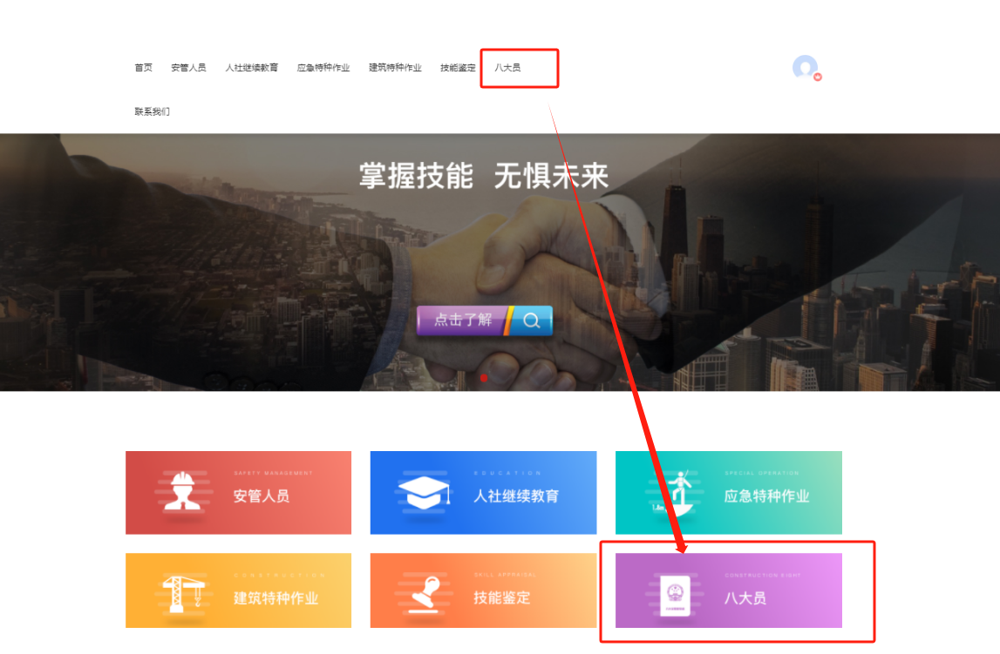 首页 安管人员 人社继续教育 应急特种作业 建筑特种作业 技能鉴定 八大员
联系我们
掌握技能 无惧未来
点击了解
SAFETY MANAGEMENT
安管人员
EDUCATION
人社继续教育
SPECIAL OPERATION
应急特种作业
CONSTRUCTION
建筑特种作业
SKILL APPRAISAL
技能鉴定
CONSTRUCTION EIGHT
八大员